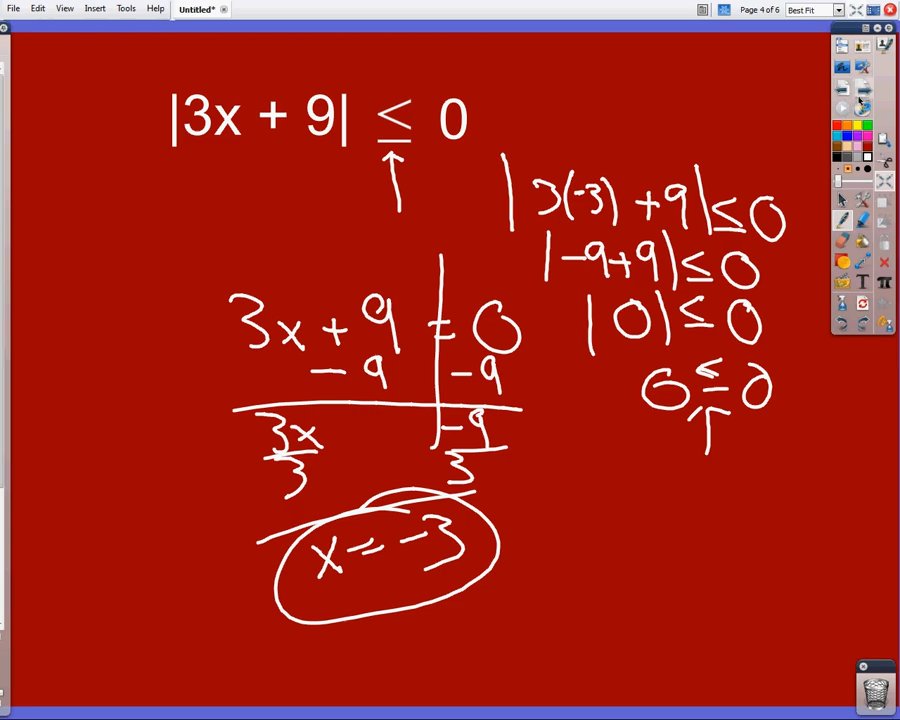 File Edit View Insert Tools Help Untitled* Page 4 of 6 Best Fit
|3x + 9| ≤ 0
3x + 9 = 0
- 9 - 9
3x -9
3 3
x = -3
|3(-3) +9| ≤ 0
|-9+9| ≤ 0
|0| ≤ 0
0 ≤ 0